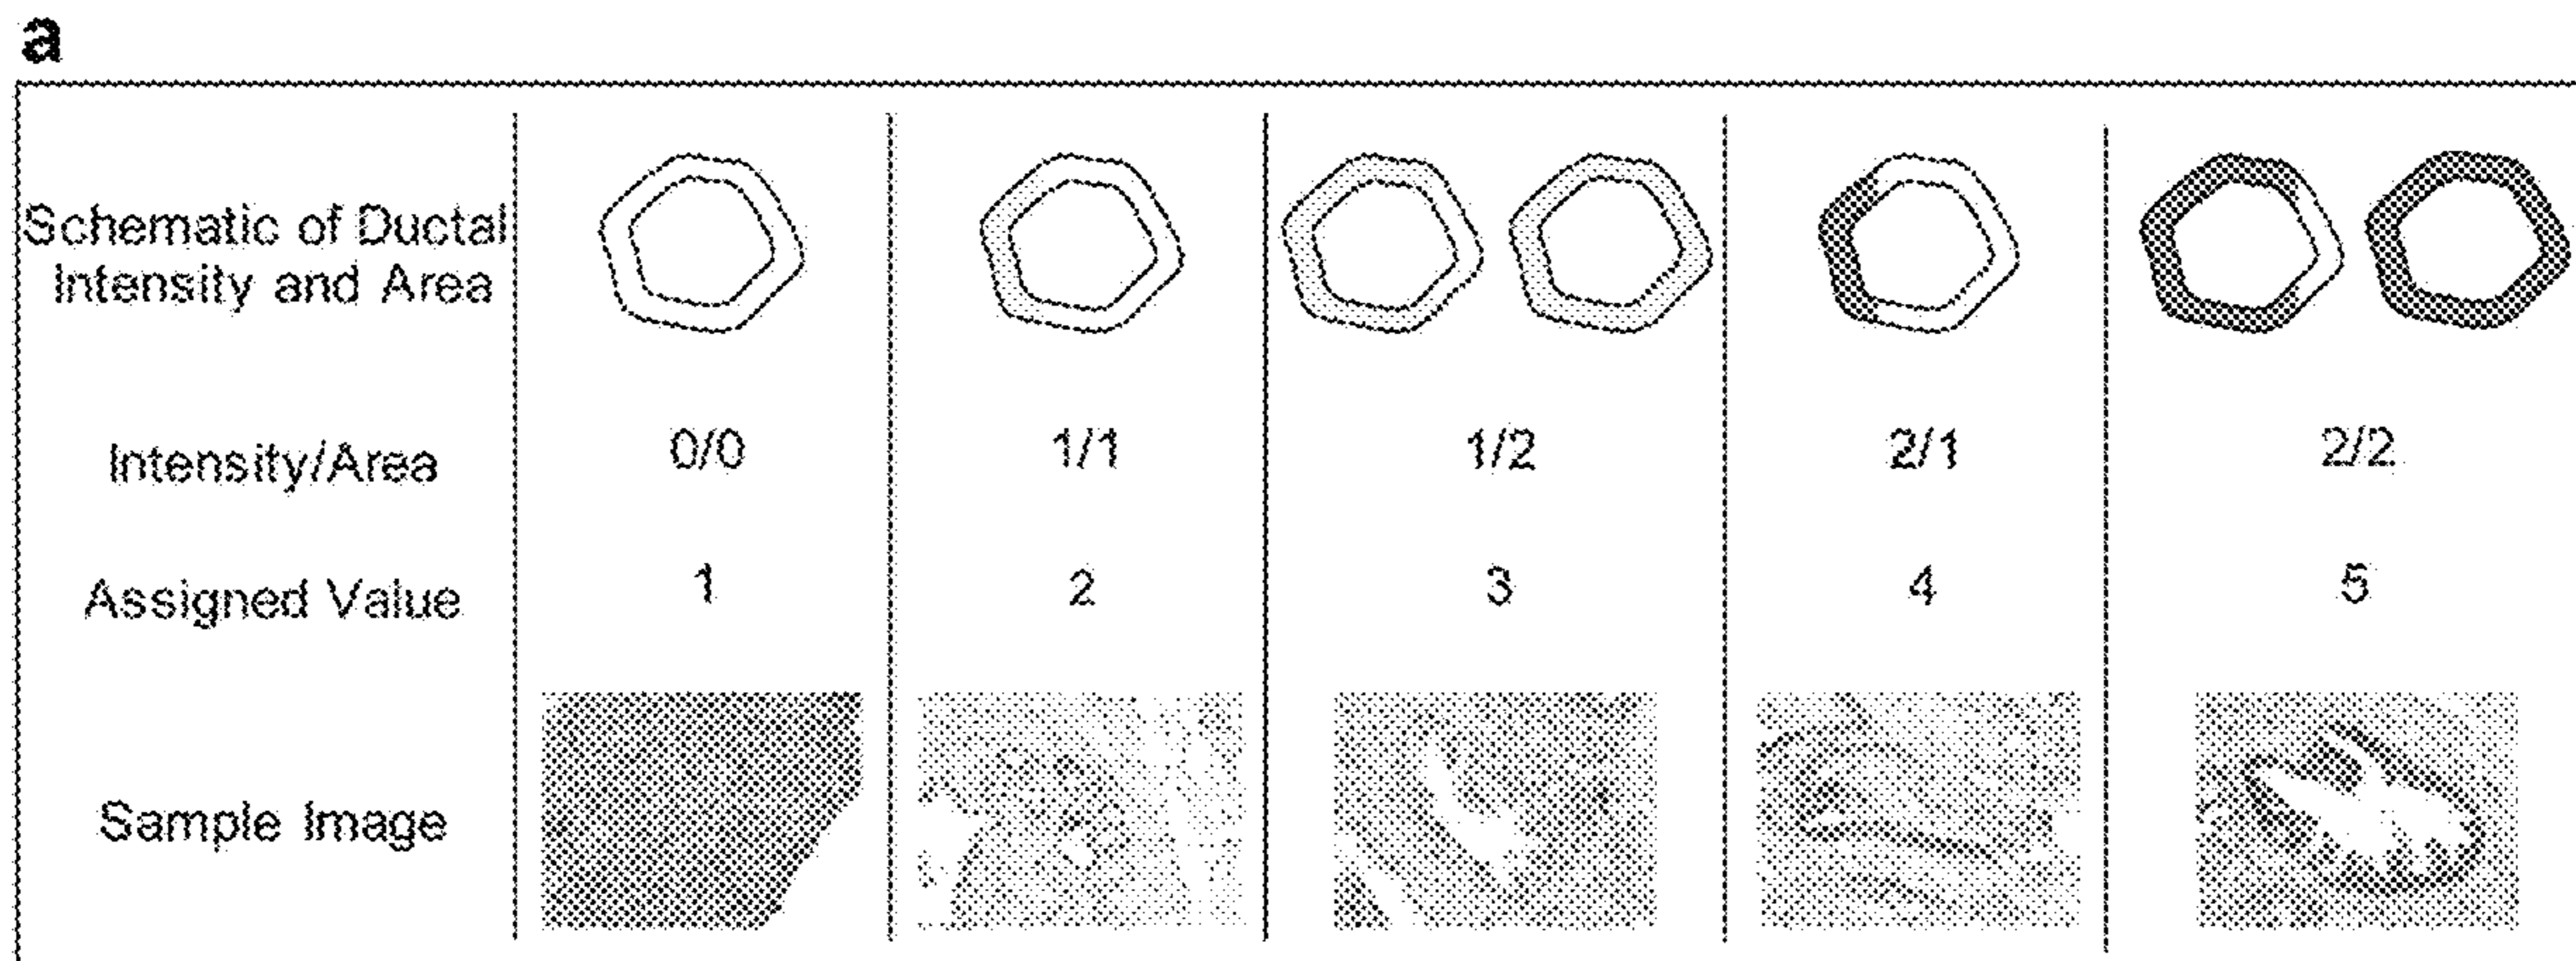 a
Schematic of Ductal
Intensity and Area
Intensity/Area 0/0 1/1 1/2 2/1 2/2
Assigned Value 1 2 3 4 5
Sample Image